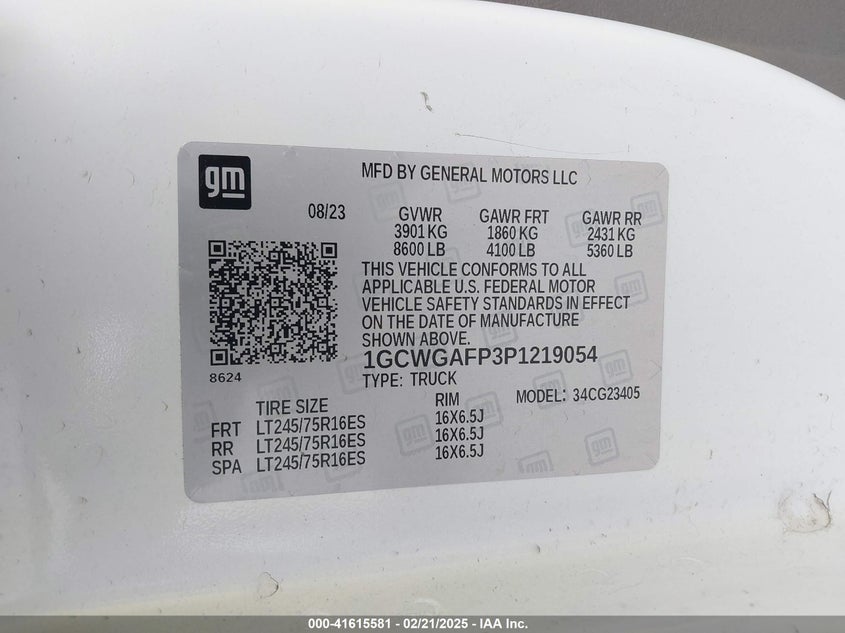 gm
MFD BY GENERAL MOTORS LLC
08/23
GVWR GAWR FRT GAWR RR
3901 KG 1860 KG 2431 KG
8600 LB 4100 LB 5360 LB
THIS VEHICLE CONFORMS TO ALL
APPLICABLE U.S. FEDERAL MOTOR
VEHICLE SAFETY STANDARDS IN EFFECT
ON THE DATE OF MANUFACTURE
SHOWN ABOVE.
1GCWGAFP3P1219054
8624
TYPE: TRUCK
MODEL: 34CG23405
TIRE SIZE RIM
FRT LT245/75R16ES 16X6.5J
RR LT245/75R16ES 16X6.5J
SPA LT245/75R16ES 16X6.5J
000-41615581 - 02/21/2025 - IAA Inc.